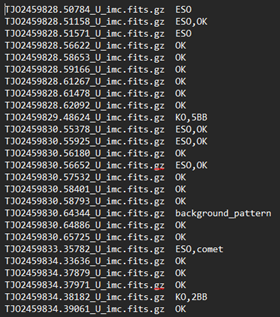 TJO2459828.50784_U_imc.fits.gz ESO
TJO2459828.51158_U_imc.fits.gz ESO,OK
TJO2459828.51571_U_imc.fits.gz ESO
TJO2459828.56622_U_imc.fits.gz OK
TJO2459828.58653_U_imc.fits.gz OK
TJO2459828.59166_U_imc.fits.gz OK
TJO2459828.61267_U_imc.fits.gz OK
TJO2459828.61478_U_imc.fits.gz OK
TJO2459828.62092_U_imc.fits.gz OK
TJO2459829.48624_U_imc.fits.gz KO,5BB
TJO2459830.55378_U_imc.fits.gz ESO,OK
TJO2459830.55925_U_imc.fits.gz ESO,OK
TJO2459830.56180_U_imc.fits.gz OK
TJO2459830.56652_U_imc.fits.gz ESO,OK
TJO2459830.57532_U_imc.fits.gz OK
TJO2459830.58401_U_imc.fits.gz OK
TJO2459830.58793_U_imc.fits.gz OK
TJO2459830.64344_U_imc.fits.gz background_pattern
TJO2459830.64886_U_imc.fits.gz OK
TJO2459830.65725_U_imc.fits.gz OK
TJO2459833.35782_U_imc.fits.gz ESO,comet
TJO2459834.33636_U_imc.fits.gz OK
TJO2459834.37879_U_imc.fits.gz OK
TJO2459834.37971_U_imc.fits.gz OK
TJO2459834.38182_U_imc.fits.gz KO,2BB
TJO2459834.39061_U_imc.fits.gz OK